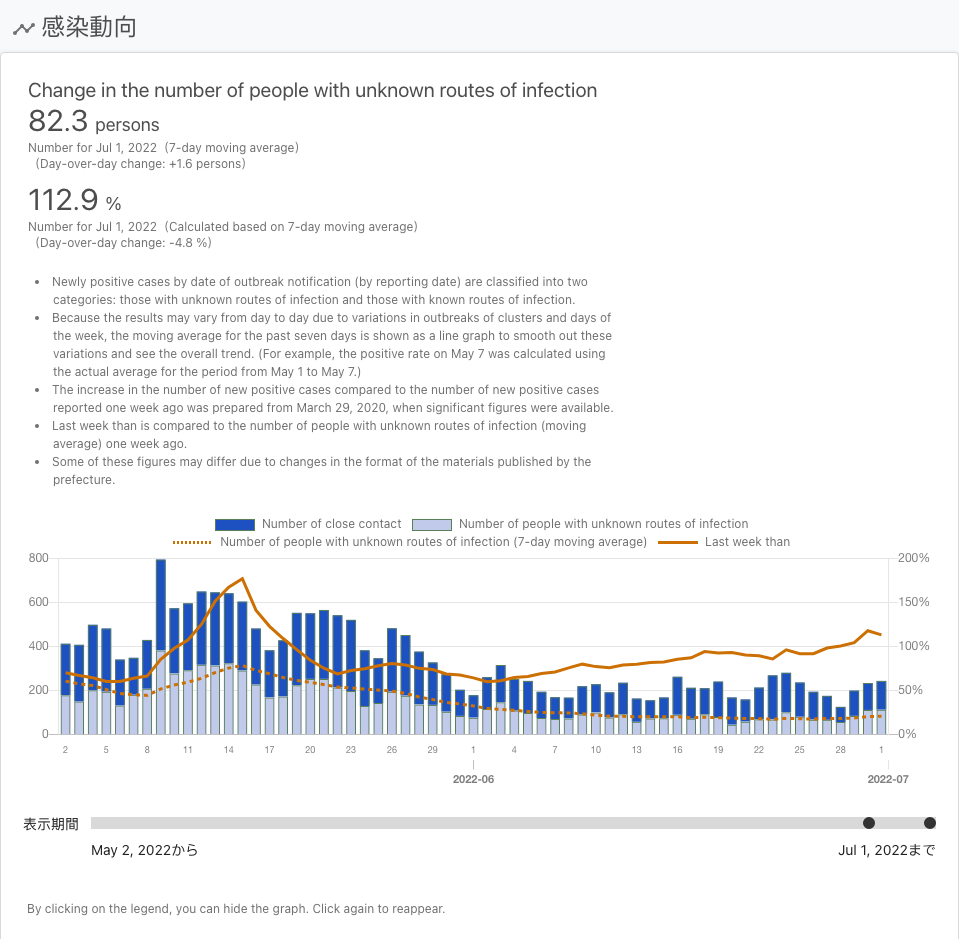 感染動向
Change in the number of people with unknown routes of infection
82.3 persons
Number for Jul 1, 2022 (7-day moving average)
(Day-over-day change: +1.6 persons)
112.9 %
Number for Jul 1, 2022 (Calculated based on 7-day moving average)
(Day-over-day change: -4.8 %)
• Newly positive cases by date of outbreak notification (by reporting date) are classified into two
categories: those with unknown routes of infection and those with known routes of infection.
• Because the results may vary from day to day due to variations in outbreaks of clusters and days of
the week, the moving average for the past seven days is shown as a line graph to smooth out these
variations and see the overall trend. (For example, the positive rate on May 7 was calculated using
the actual average for the period from May 1 to May 7.)
• The increase in the number of new positive cases compared to the number of new positive cases
reported one week ago was prepared from March 29, 2020, when significant figures were available.
• Last week than is compared to the number of people with unknown routes of infection (moving
average) one week ago.
• Some of these figures may differ due to changes in the format of the materials published by the
prefecture.
Number of close contact Number of people with unknown routes of infection
Number of people with unknown routes of infection (7-day moving average) Last week than
800 200%
600 150%
400 100%
200 50%
0 0%
2 5 8 11 14 17 20 23 26 29 1 4 7 10 13 16 19 22 25 28 1
2022-06 2022-07
表示期間
May 2, 2022から Jul 1, 2022まで
By clicking on the legend, you can hide the graph. Click again to reappear.